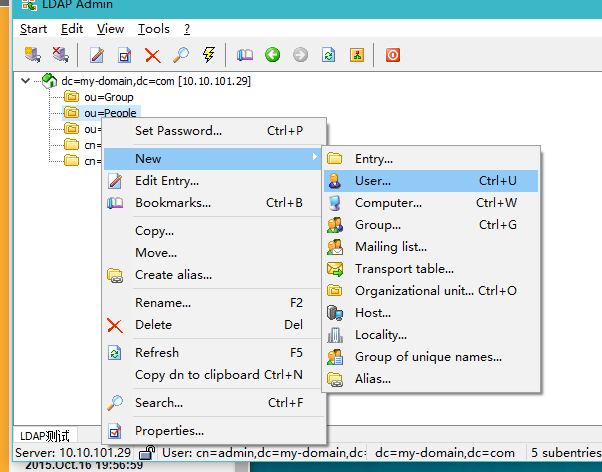 LDAP Admin
Start Edit View Tools ?
dc=my-domain,dc=com [10.10.101.29]
ou=Group
ou=People
ou=
cn=
cn=
Set Password... Ctrl+P
New
Edit Entry...
Bookmarks... Ctrl+B
Copy...
Move...
Create alias...
Rename... F2
Delete Del
Refresh F5
Copy dn to clipboard Ctrl+N
Search... Ctrl+F
Properties...
Entry...
User... Ctrl+U
Computer... Ctrl+W
Group... Ctrl+G
Mailing list...
Transport table...
Organizational unit... Ctrl+O
Host...
Locality...
Group of unique names...
Alias...
LDAP测试
Server: 10.10.101.29 User: cn=admin,dc=my-domain,dc= dc=my-domain,dc=com 5 subentries
2015.Oct.16 19:56:59